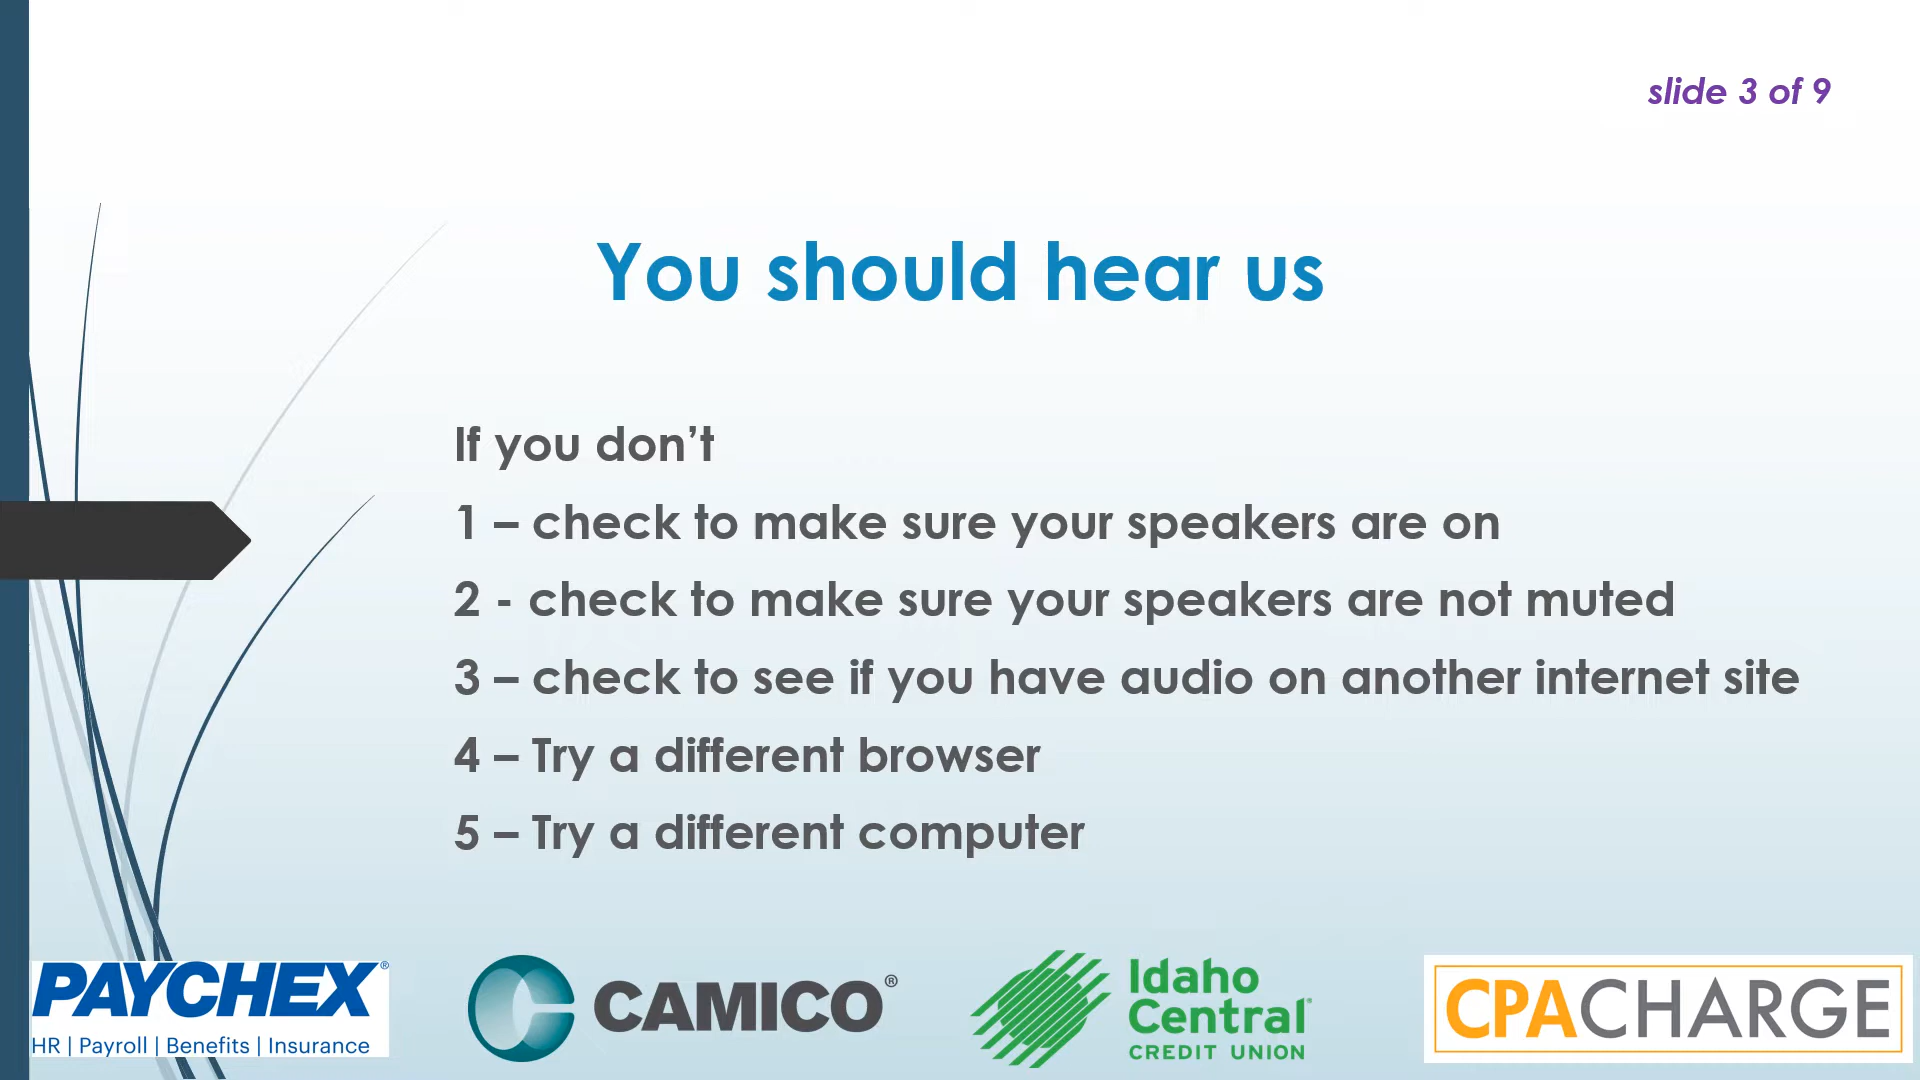 slide 3 of 9
You should hear us
If you don’t
1 – check to make sure your speakers are on
2 - check to make sure your speakers are not muted
3 – check to see if you have audio on another internet site
4 – Try a different browser
5 – Try a different computer
PAYCHEX®
HR | Payroll | Benefits | Insurance
CAMICO®
Idaho
Central®
CREDIT UNION
CPACHARGE